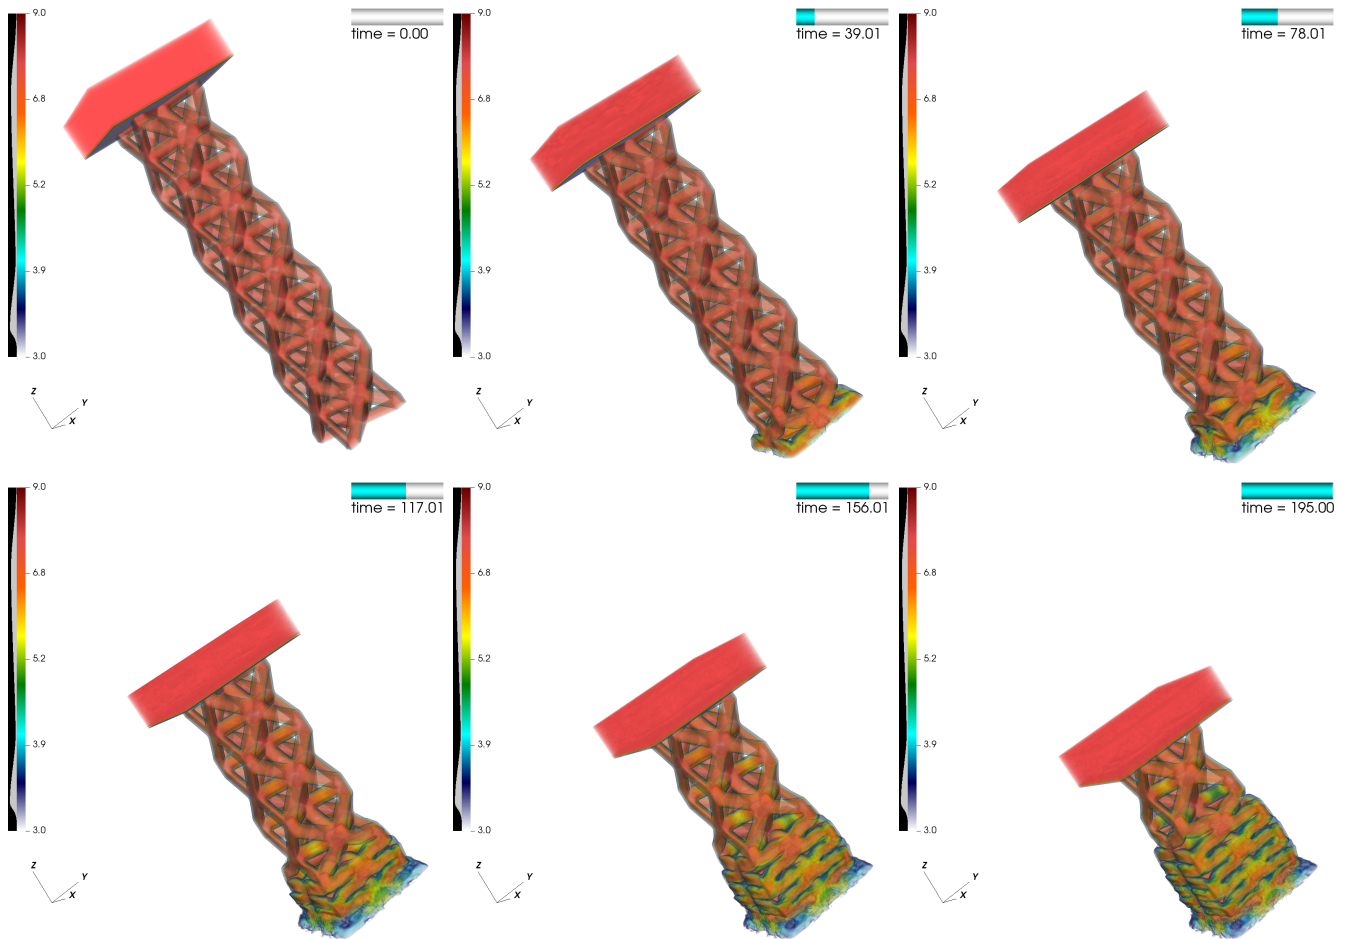 9.0
6.8
5.2
3.9
3.0
time = 0.00
Z
Y
X
9.0
6.8
5.2
3.9
3.0
time = 39.01
Z
Y
X
9.0
6.8
5.2
3.9
3.0
time = 78.01
Z
Y
X
9.0
6.8
5.2
3.9
3.0
time = 117.01
Z
Y
X
9.0
6.8
5.2
3.9
3.0
time = 156.01
Z
Y
X
9.0
6.8
5.2
3.9
3.0
time = 195.00
Z
Y
X